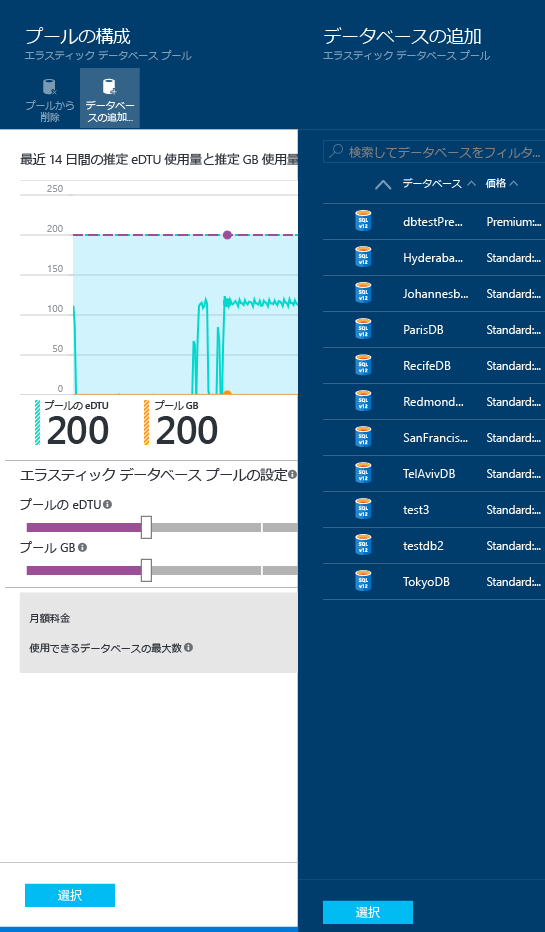 プールの構成
エラスティック データベース プール
プールから
削除
データベー
スの追加...
最近 14 日間の推定 eDTU 使用量と推定 GB 使用量
250
200
150
100
50
0
プールの eDTU
200
プール GB
200
エラスティック データベース プールの設定
プールの eDTU
プール GB
月額料金
使用できるデータベースの最大数
選択
データベースの追加
エラスティック データベース プール
検索してデータベースをフィルタ...
データベース 価格
SQL
v12
dbtestPre... Premium:...
SQL
v12
Hyderaba... Standard:...
SQL
v12
Johannesb... Standard:...
SQL
v12
ParisDB Standard:...
SQL
v12
RecifeDB Standard:...
SQL
v12
Redmond... Standard:...
SQL
v12
SanFrancis... Standard:...
SQL
v12
TelAvivDB Standard:...
SQL
v12
test3 Standard:...
SQL
v12
testdb2 Standard:...
SQL
v12
TokyoDB Standard:...
選択